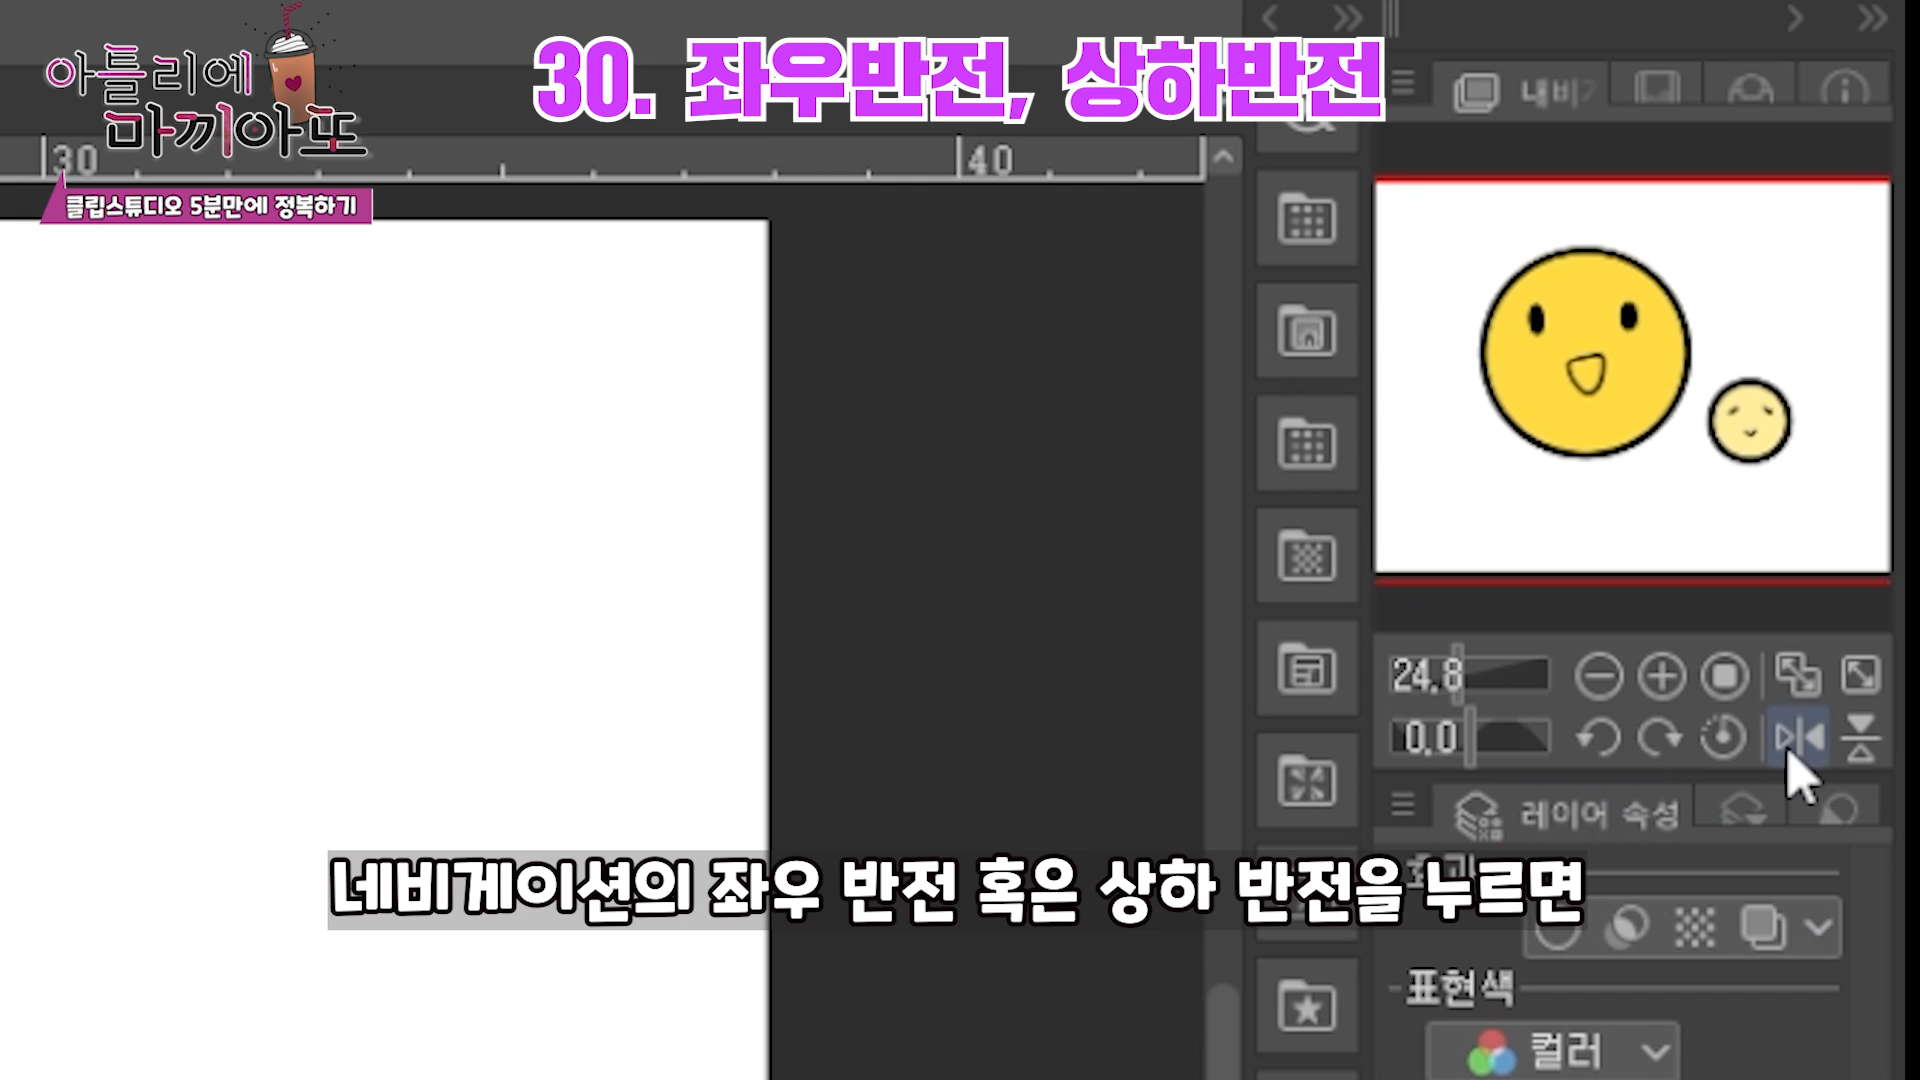 아틀리에
마끼아또
클립스튜디오 5분만에 정복하기
30. 좌우반전, 상하반전
30
40
네비
24.8
0.0
레이어 속성
효과
네비게이션의 좌우 반전 혹은 상하 반전을 누르면
표현색
컬러